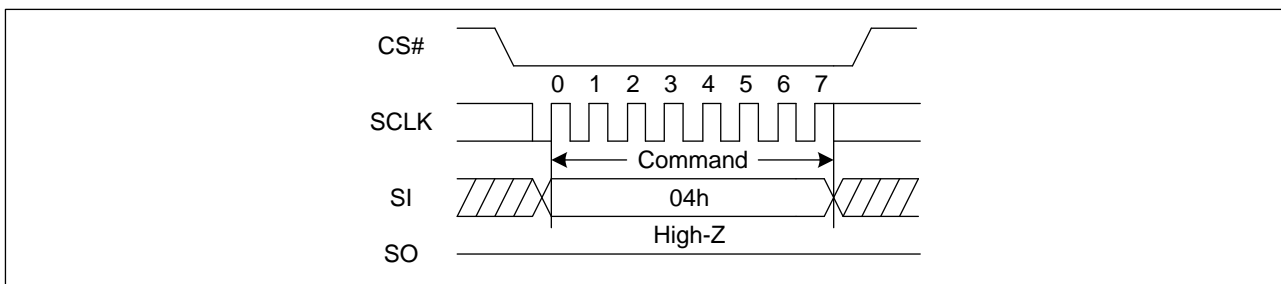 CS#
0 1 2 3 4 5 6 7
SCLK
Command
SI
04h
High-Z
SO